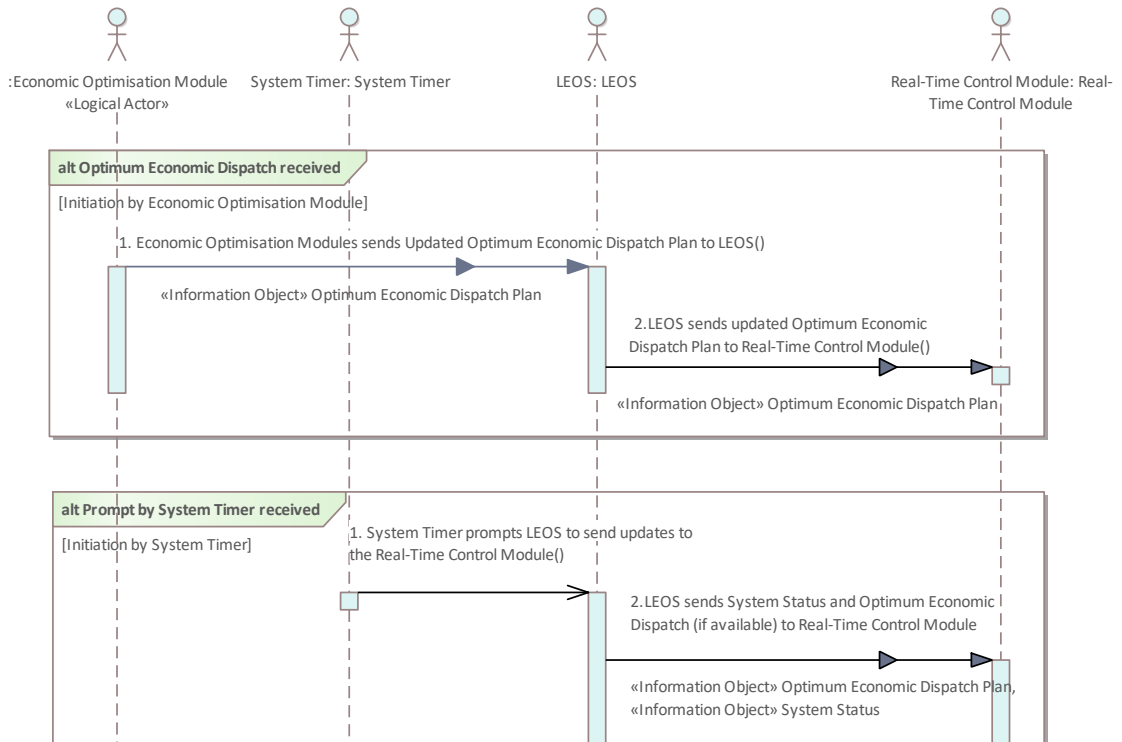 :Economic Optimisation Module
«Logical Actor»
System Timer: System Timer
LEOS: LEOS
Real-Time Control Module: Real-
Time Control Module
alt Optimum Economic Dispatch received
[Initiation by Economic Optimisation Module]
1. Economic Optimisation Modules sends Updated Optimum Economic Dispatch Plan to LEOS()
«Information Object» Optimum Economic Dispatch Plan
2.LEOS sends updated Optimum Economic
Dispatch Plan to Real-Time Control Module()
«Information Object» Optimum Economic Dispatch Plan
alt Prompt by System Timer received
[Initiation by System Timer]
1. System Timer prompts LEOS to send updates to
the Real-Time Control Module()
2.LEOS sends System Status and Optimum Economic
Dispatch (if available) to Real-Time Control Module
«Information Object» Optimum Economic Dispatch Plan,
«Information Object» System Status